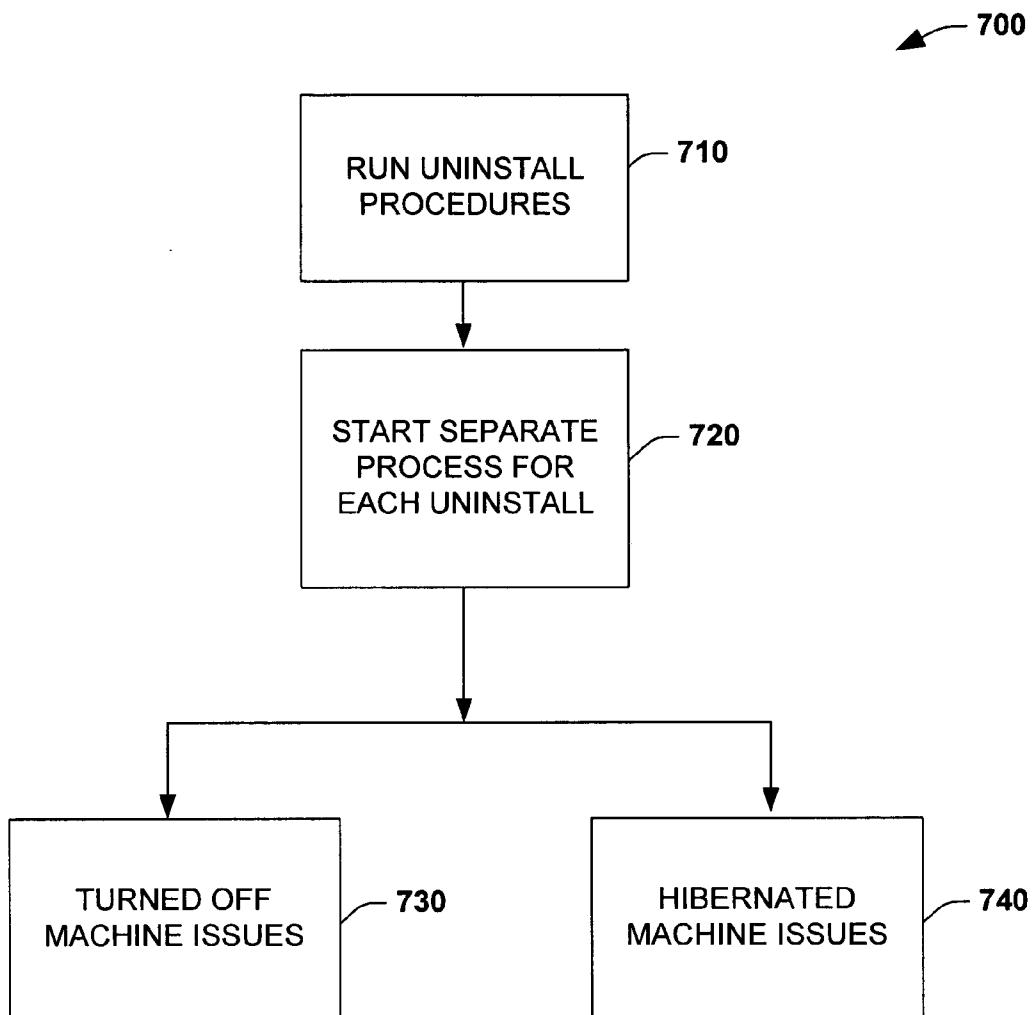 700
RUN UNINSTALL
PROCEDURES
710
START SEPARATE
PROCESS FOR
EACH UNINSTALL
720
TURNED OFF
MACHINE ISSUES
730
HIBERNATED
MACHINE ISSUES
740